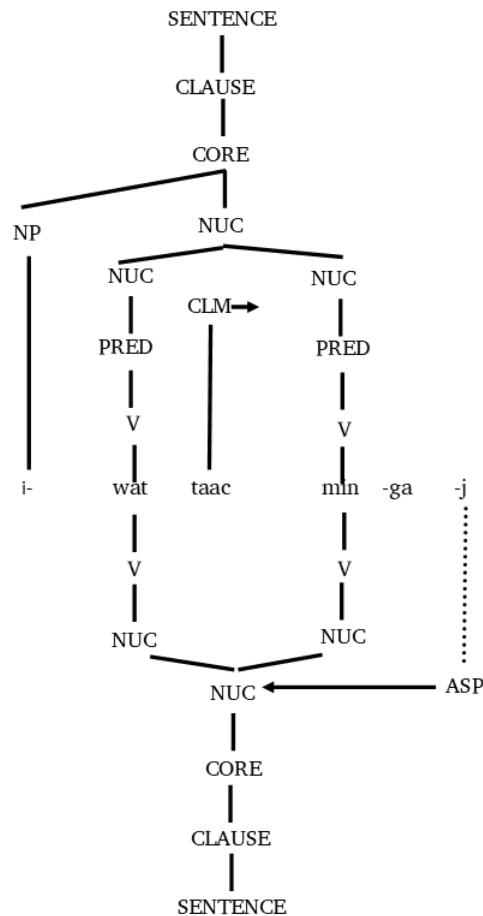 SENTENCE
CLAUSE
CORE
NP NUC
NUC NUC
CLM
PRED PRED
V V
i- wat taac min -ga -j
V V
NUC NUC
NUC ASP
CORE
CLAUSE
SENTENCE